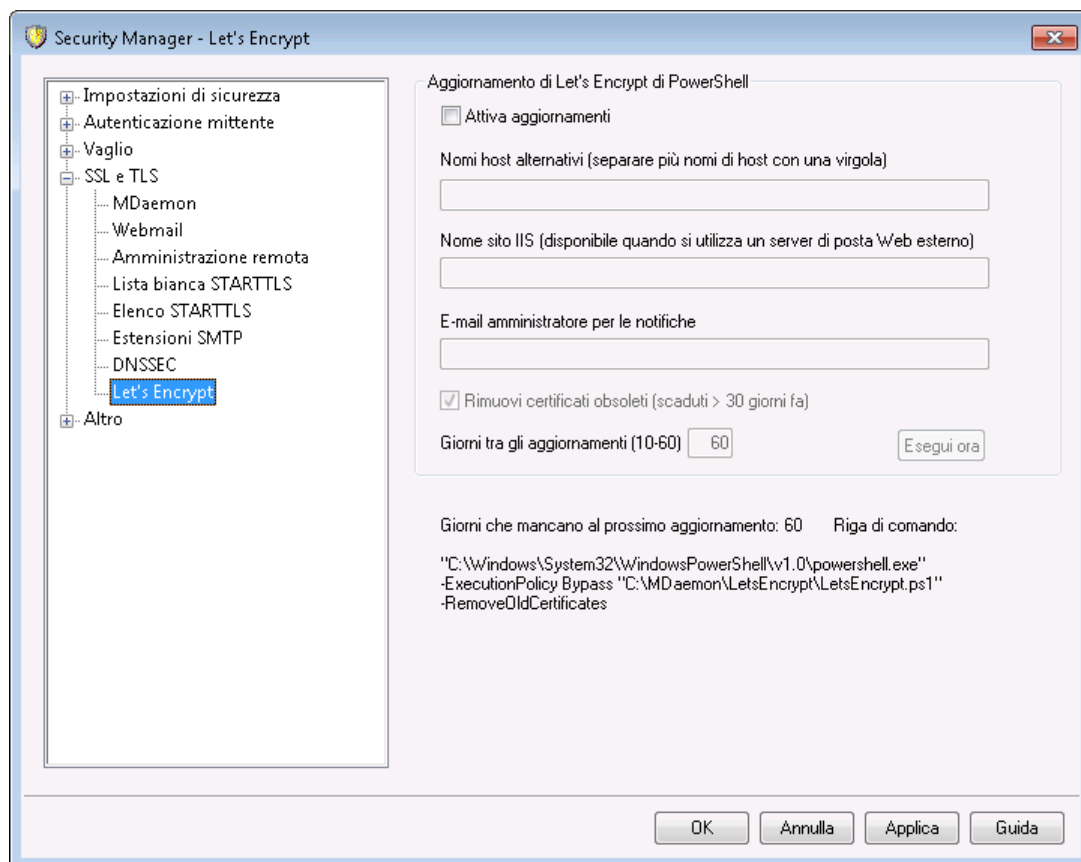 Security Manager - Let's Encrypt
Impostazioni di sicurezza
Autenticazione mittente
Vaglio
SSL e TLS
MDaemon
Webmail
Amministrazione remota
Lista bianca STARTTLS
Elenco STARTTLS
Estensioni SMTP
DNSSEC
Let's Encrypt
Altro
Aggiornamento di Let's Encrypt di PowerShell
Attiva aggiornamenti
Nomi host alternativi (separare più nomi di host con una virgola)
Nome sito IIS (disponibile quando si utilizza un server di posta Web esterno)
E-mail amministratore per le notifiche
Rimuovi certificati obsoleti (scaduti > 30 giorni fa)
Giorni tra gli aggiornamenti (10-60) 60 Esegui ora
Giorni che mancano al prossimo aggiornamento: 60 Riga di comando:
"C:\Windows\System32\WindowsPowerShell\v1.0\powershell.exe"
-ExecutionPolicy Bypass "C:\MDaemon\LetsEncrypt\LetsEncrypt.ps1"
-RemoveOldCertificates
OK Annulla Applica Guida